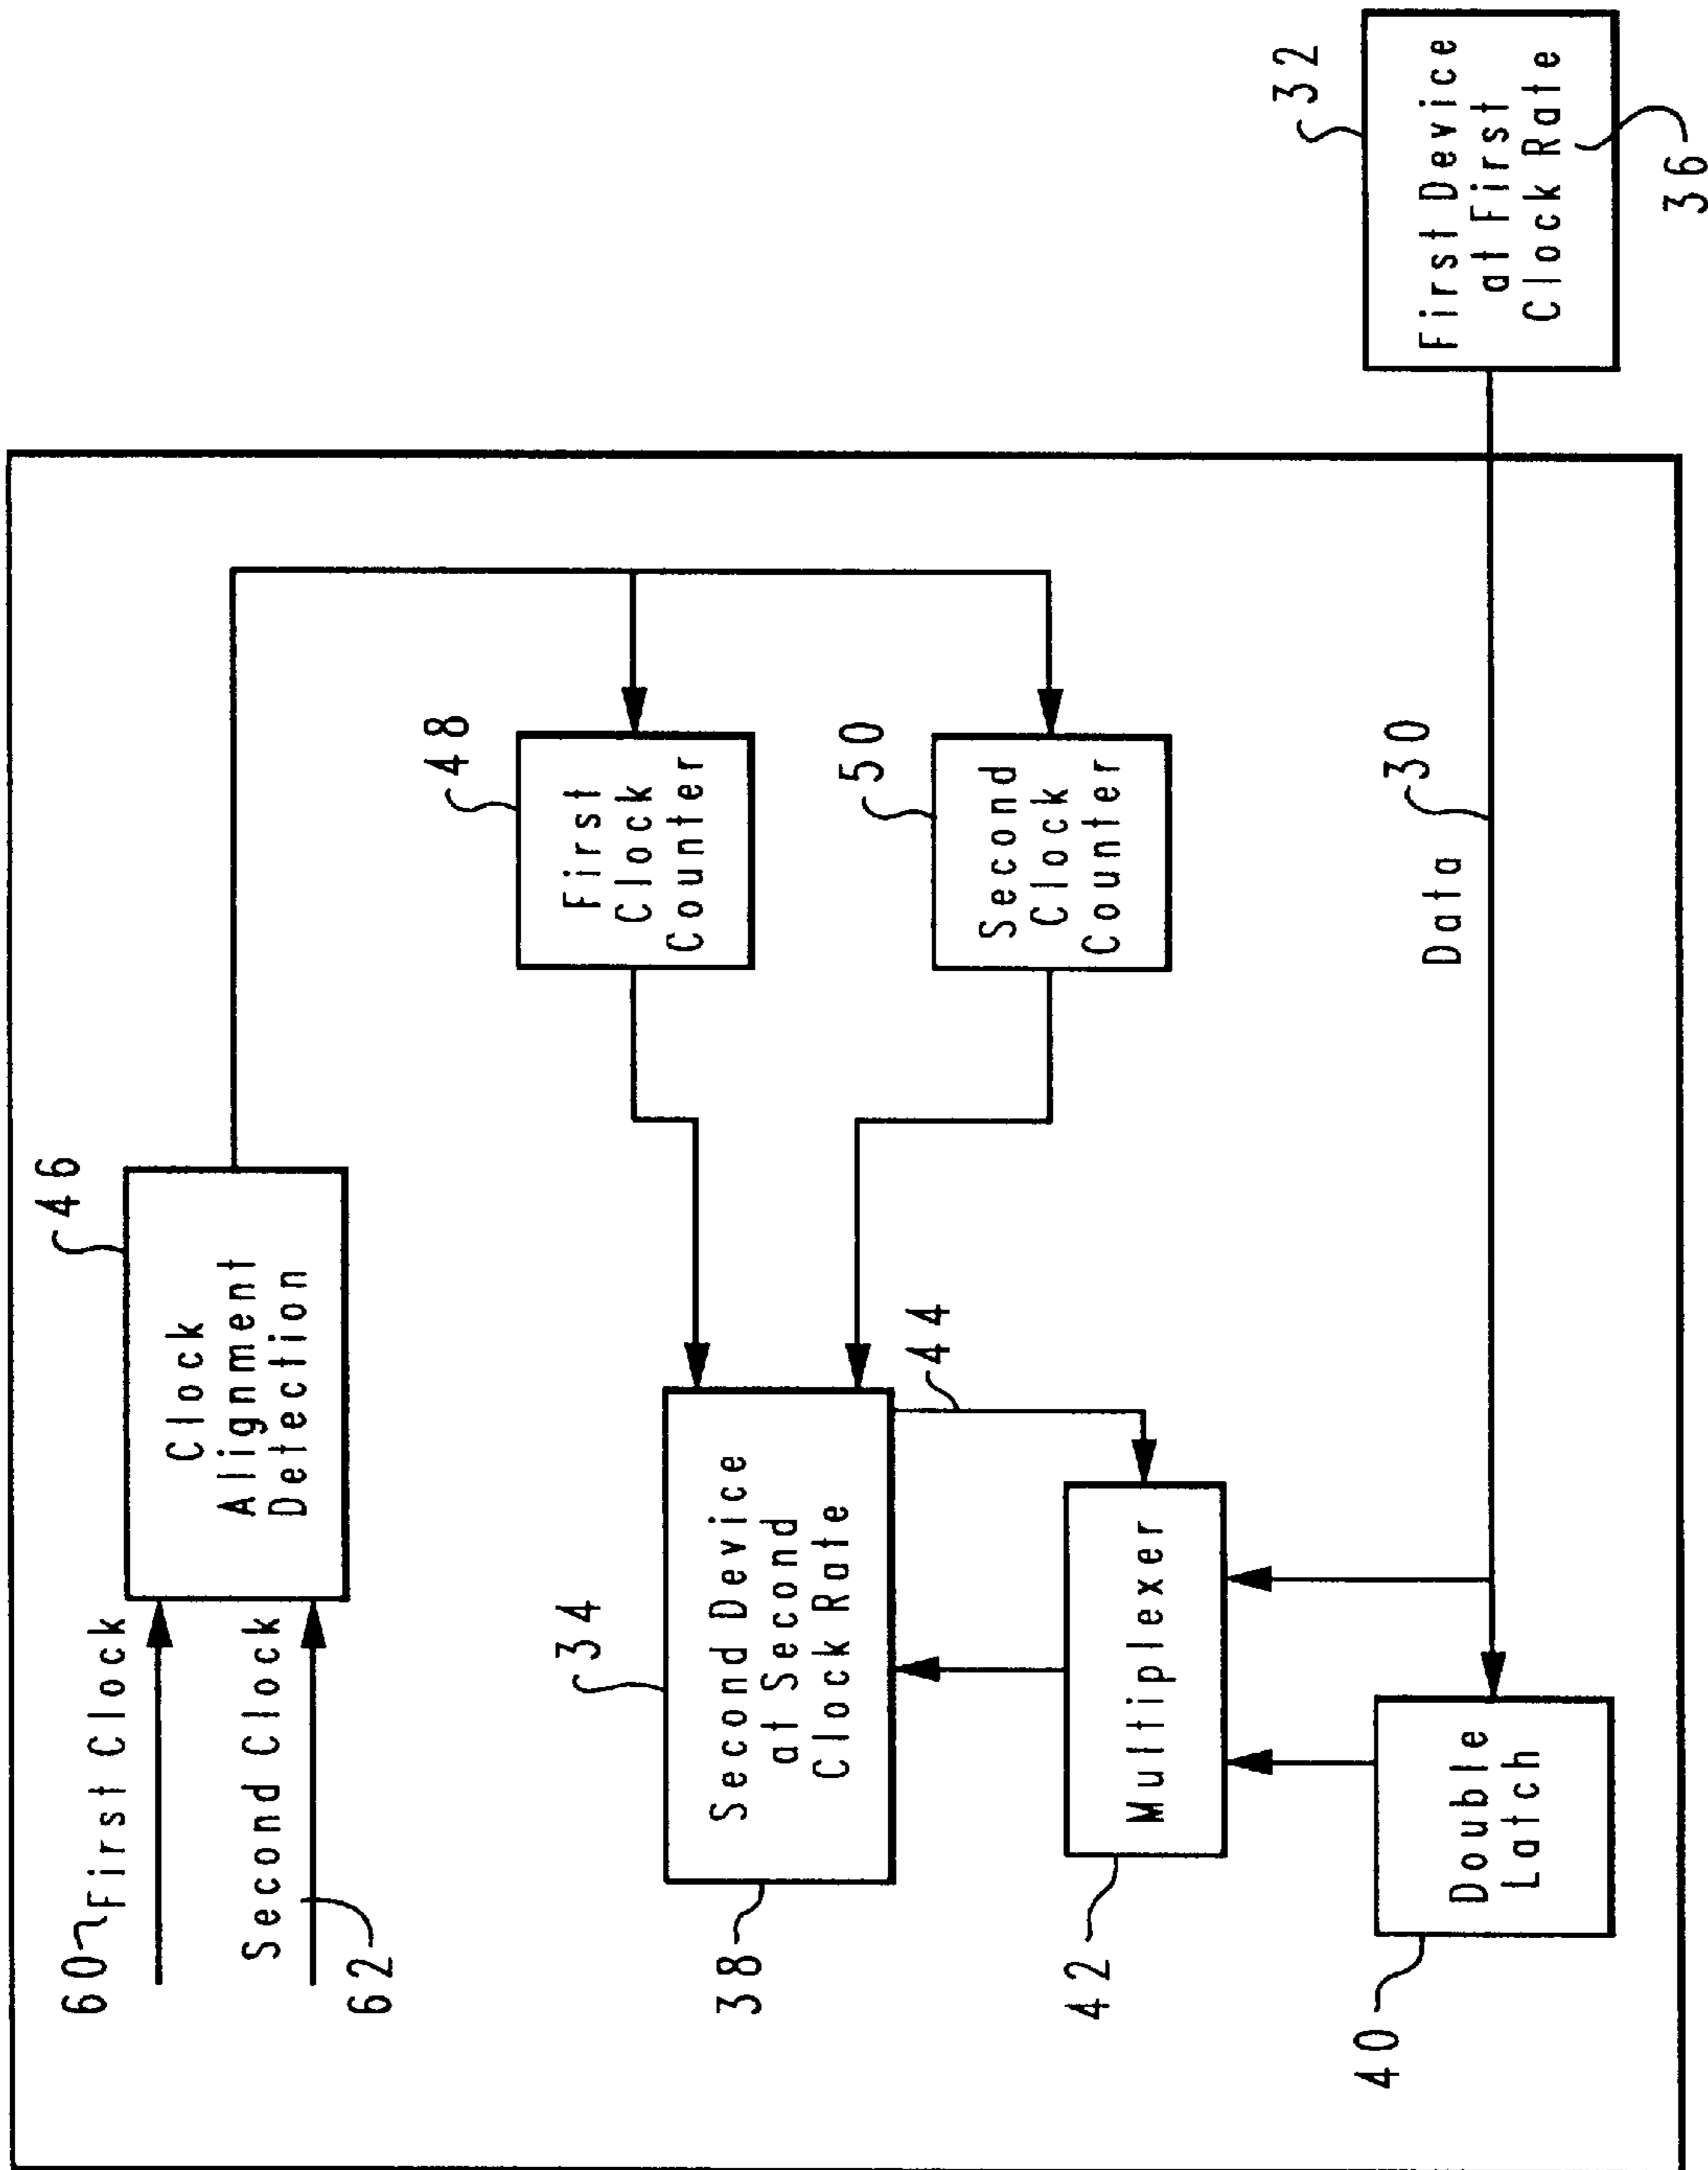 60
First Clock
Second Clock
62
Clock
Alignment
Detection
46
First
Clock
Counter
48
Second
Clock
Counter
50
34
Second Device
at Second
Clock Rate
38
44
Multiplexer
42
Double
Latch
40
Data
30
32
First Device
at First
Clock Rate
36